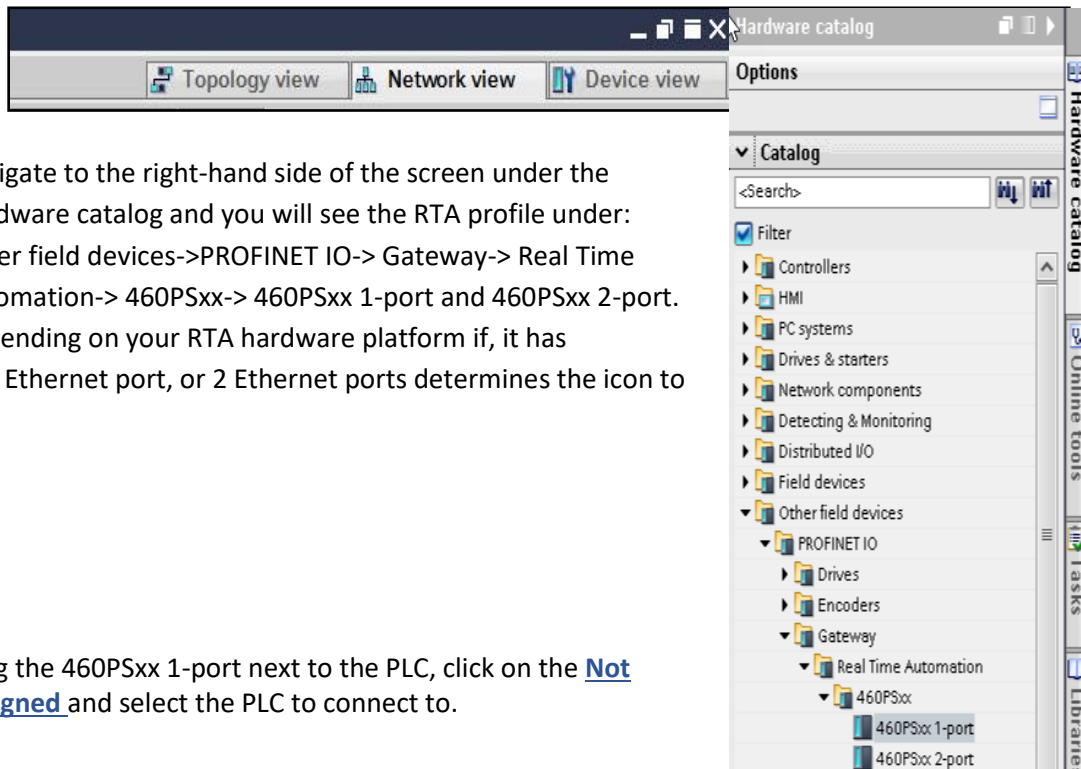 Hardware catalog
Topology view
Network view
Device view
Options
Catalog
<Search>
Filter
Controllers
HMI
PC systems
Drives & starters
Network components
Detecting & Monitoring
Distributed I/O
Field devices
Other field devices
PROFINET IO
Drives
Encoders
Gateway
Real Time Automation
460PSxx
460PSxx 1-port
460PSxx 2-port
Hardware catalog
Online tools
Tasks
Libraries
igate to the right-hand side of the screen under the
dware catalog and you will see the RTA profile under:
er field devices->PROFINET IO-> Gateway-> Real Time
omation-> 460PSxx-> 460PSxx 1-port and 460PSxx 2-port.
ending on your RTA hardware platform if, it has
Ethernet port, or 2 Ethernet ports determines the icon to
g the 460PSxx 1-port next to the PLC, click on the Not
igned and select the PLC to connect to.